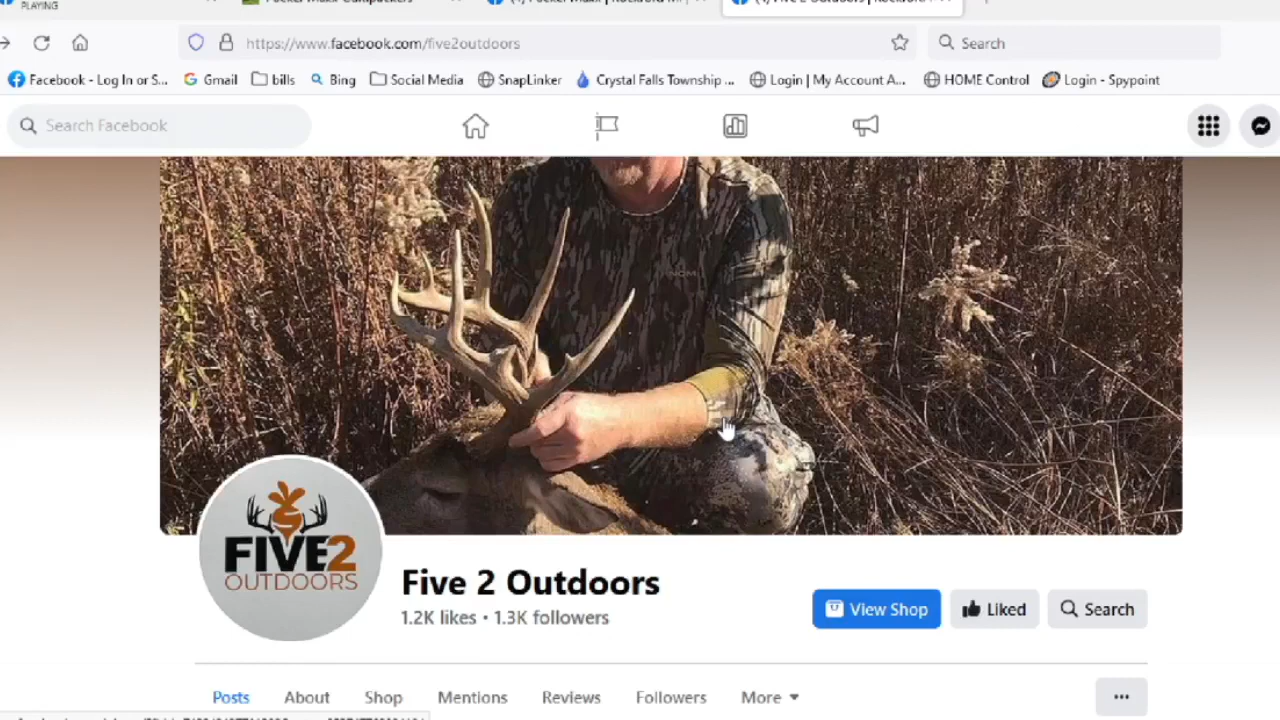 PLAYING
https://www.facebook.com/five2outdoors
Search
Facebook - Log In or S...
Gmail
bills
Bing
Social Media
SnapLinker
Crystal Falls Township ...
Login | My Account A...
HOME Control
Login - Spypoint
Search Facebook
FIVE2
OUTDOORS
Five 2 Outdoors
1.2K likes • 1.3K followers
View Shop
Liked
Search
Posts
About
Shop
Mentions
Reviews
Followers
More